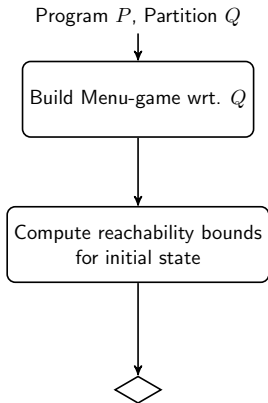 Program P, Partition Q
Build Menu-game wrt. Q
Compute reachability bounds
for initial state